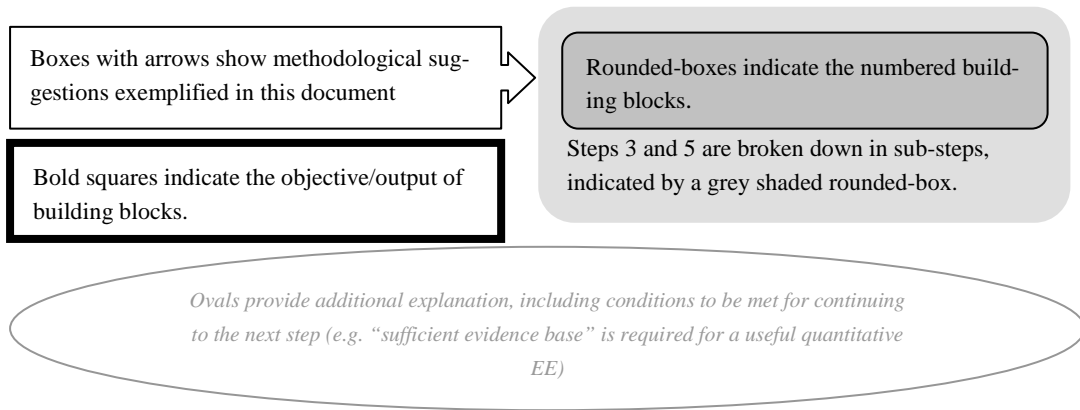 Boxes with arrows show methodological sug-
gestions exemplified in this document
Rounded-boxes indicate the numbered build-
ing blocks.
Steps 3 and 5 are broken down in sub-steps,
indicated by a grey shaded rounded-box.
Bold squares indicate the objective/output of
building blocks.
Ovals provide additional explanation, including conditions to be met for continuing
to the next step (e.g. “sufficient evidence base” is required for a useful quantitative
EE)